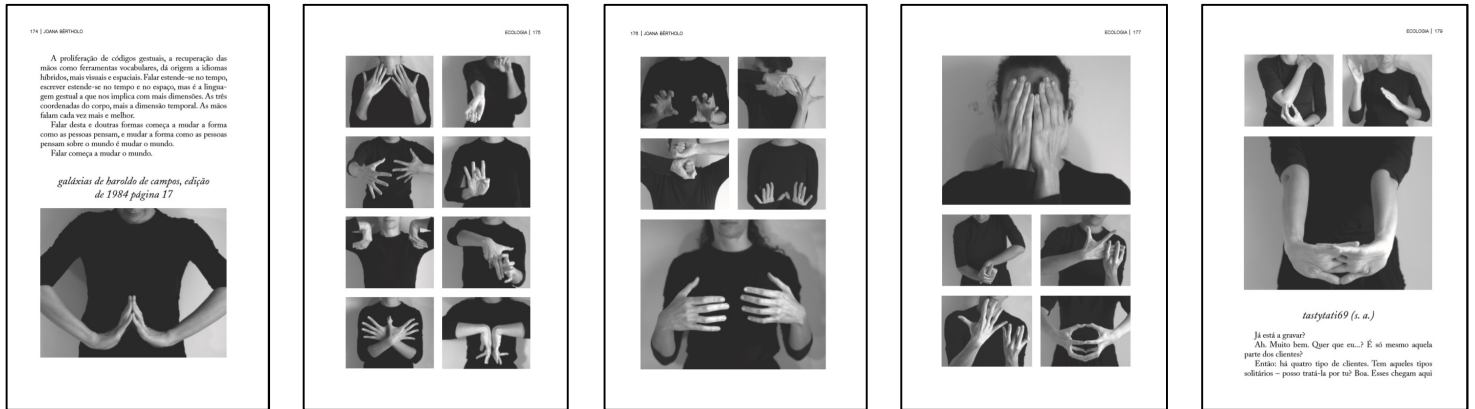 174 | JOANA BÉRTHOLO
A proliferação de códigos gestuais, a recuperação das
mãos como ferramentas vocabulares, dá origem a idiomas
híbridos, mais visuais e espaciais. Falar estende-se no tempo,
escrever estende-se no tempo e no espaço, mas é a lingua-
gem gestual a que nos implica com mais dimensões. As três
coordenadas do corpo, mais a dimensão temporal. As mãos
falam cada vez mais e melhor.
Falar desta e doutras formas começa a mudar a forma
como as pessoas pensam, e mudar a forma como as pessoas
pensam sobre o mundo é mudar o mundo.
Falar começa a mudar o mundo.
galáxias de haroldo de campos, edição
de 1984 página 17
ECOLOGIA | 175
176 | JOANA BÉRTHOLO
ECOLOGIA | 177
ECOLOGIA | 179
tastytati69 (s. a.)
Já está a gravar?
Ah. Muito bem. Quer que eu...? É só mesmo aquela
parte dos clientes?
Então: há quatro tipo de clientes. Tem aqueles tipos
solitários – posso tratá-la por tu? Boa. Esses chegam aqui